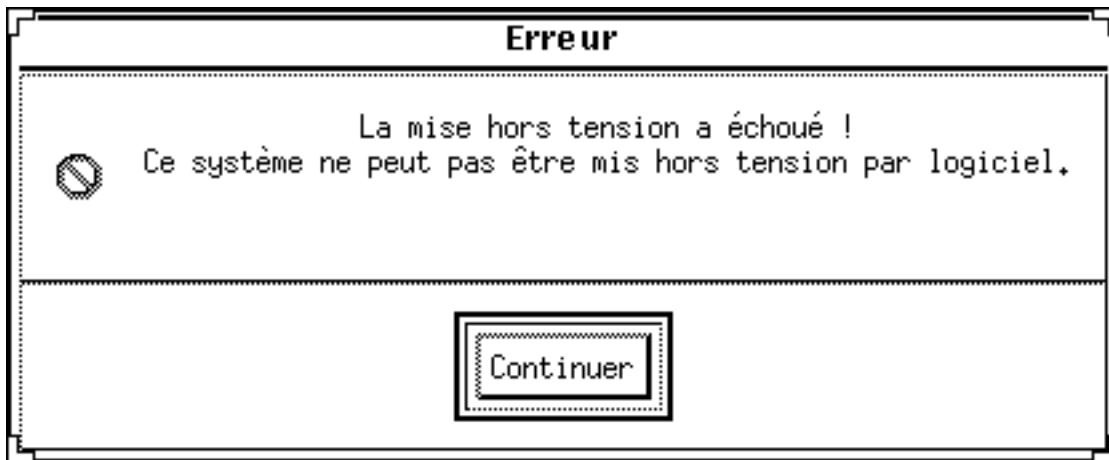 Erreur
La mise hors tension a échoué !
Ce système ne peut pas être mis hors tension par logiciel.
Continuer